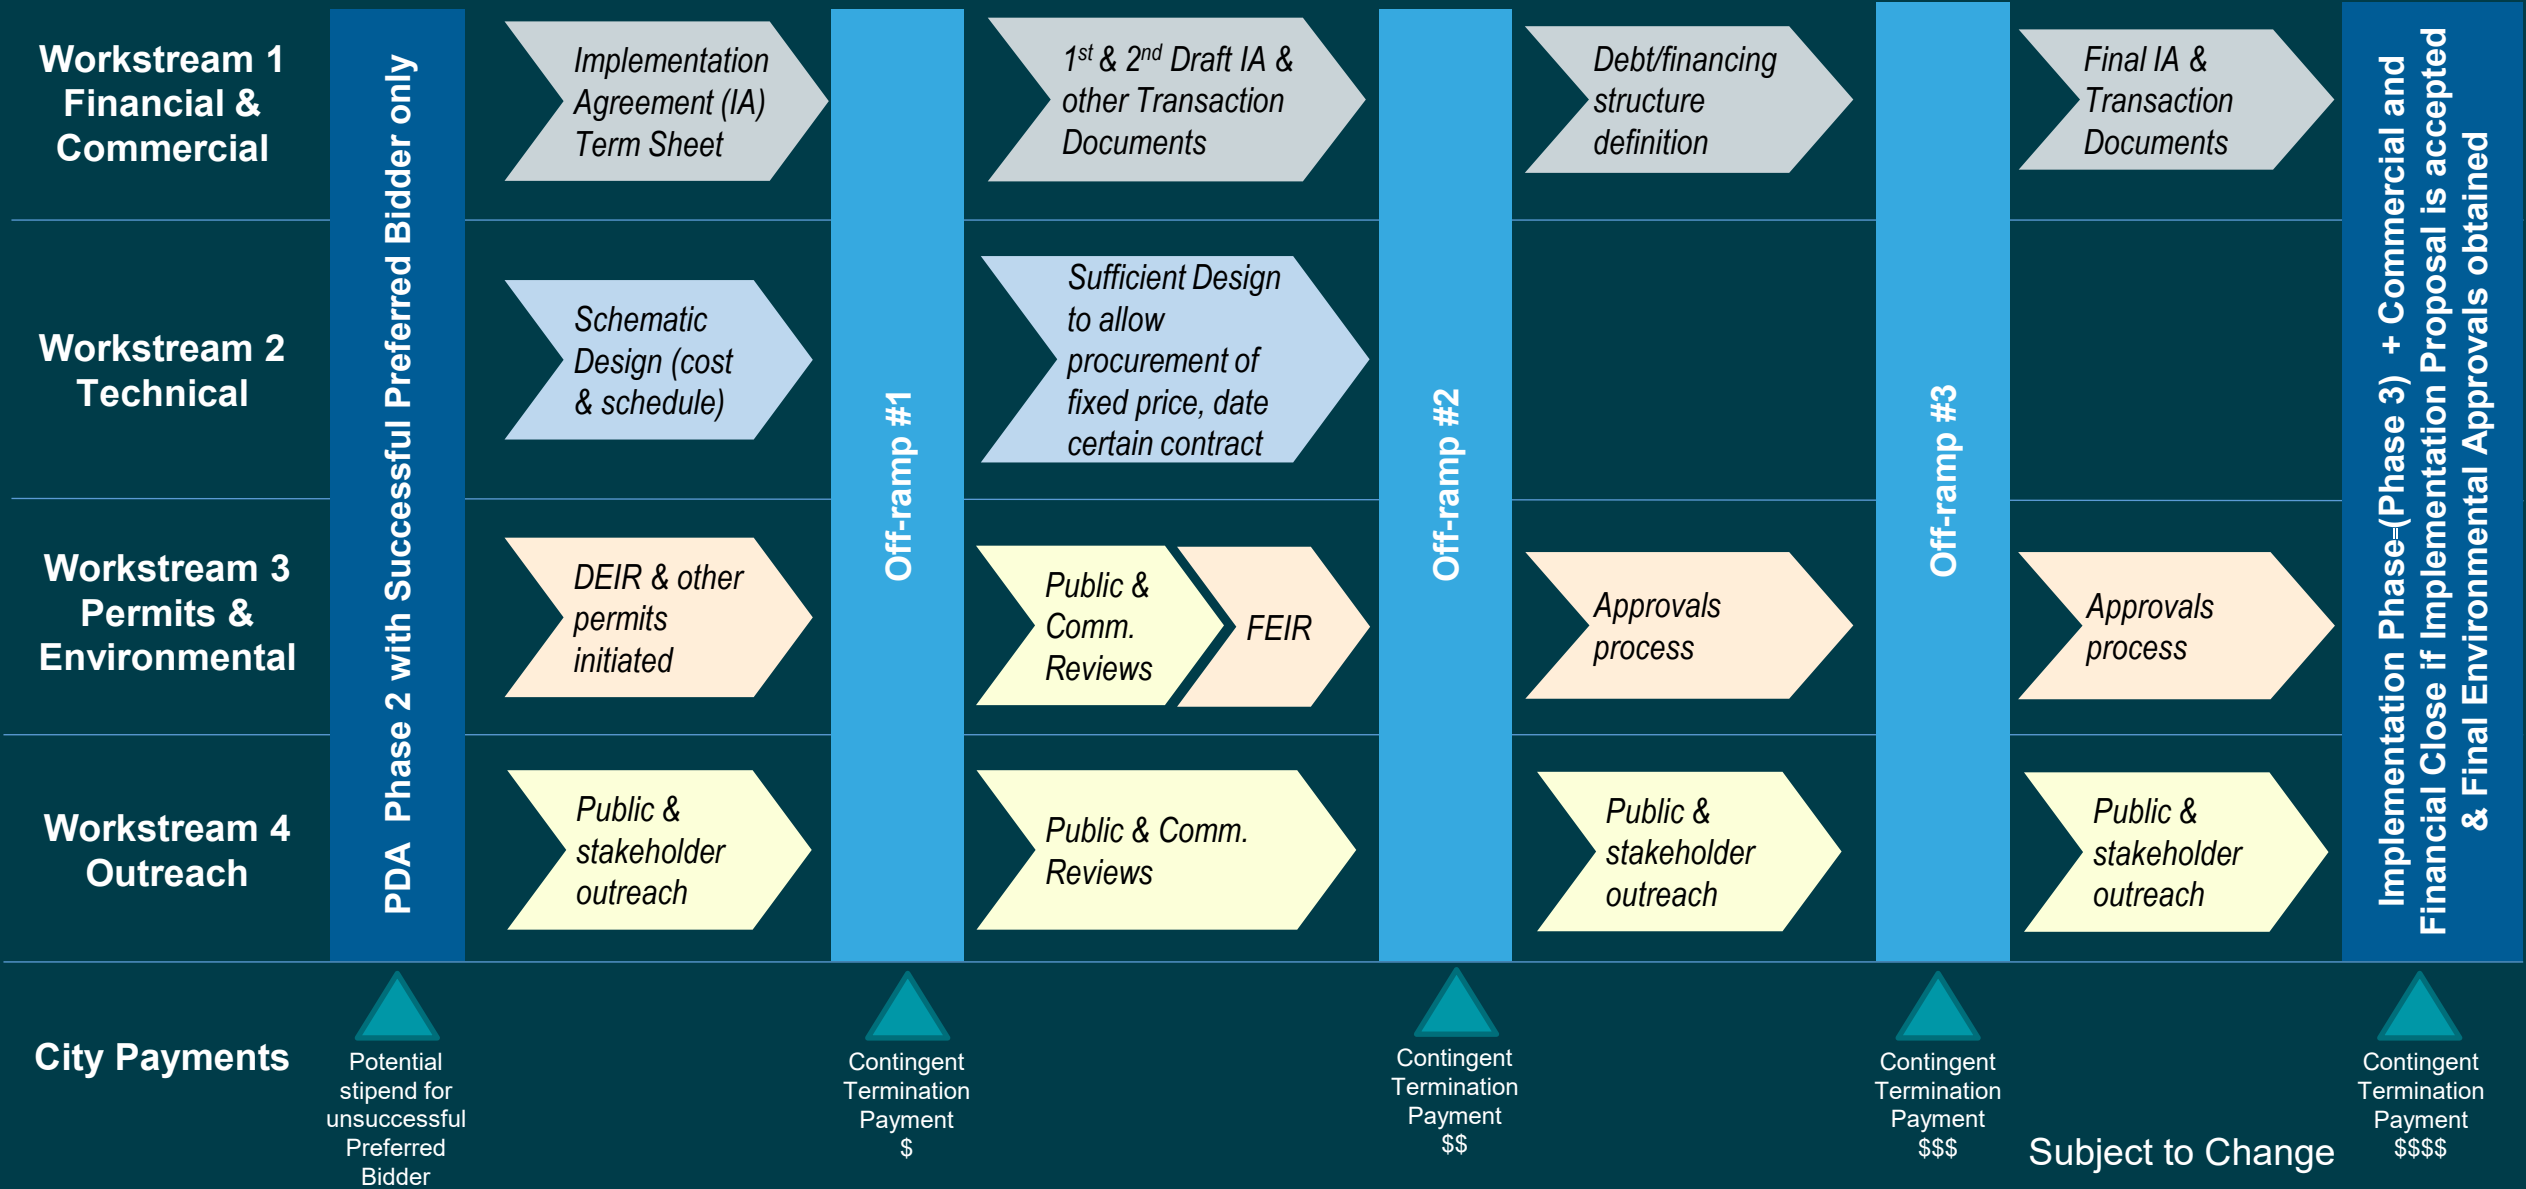 Workstream 1
Financial &
Commercial
Implementation
Agreement (IA)
Term Sheet
1st & 2nd Draft IA &
other Transaction
Documents
Debt/financing
structure
definition
Final IA &
Transaction
Documents
Workstream 2
Technical
Schematic
Design (cost
& schedule)
Sufficient Design
to allow
procurement of
fixed price, date
certain contract
Workstream 3
Permits &
Environmental
DEIR & other
permits
initiated
Public &
Comm.
Reviews
FEIR
Approvals
process
Approvals
process
Workstream 4
Outreach
Public &
stakeholder
outreach
Public & Comm.
Reviews
Public &
stakeholder
outreach
Public &
stakeholder
outreach
PDA Phase 2 with Successful Preferred Bidder only
Off-ramp #1
Off-ramp #2
Off-ramp #3
Implementation Phase-(Phase 3) + Commercial and
Financial Close if Implementation Proposal is accepted
& Final Environmental Approvals obtained
City Payments
Potential
stipend for
unsuccessful
Preferred
Bidder
Contingent
Termination
Payment
$
Contingent
Termination
Payment
$$
Contingent
Termination
Payment
$$$
Contingent
Termination
Payment
$$$$
Subject to Change